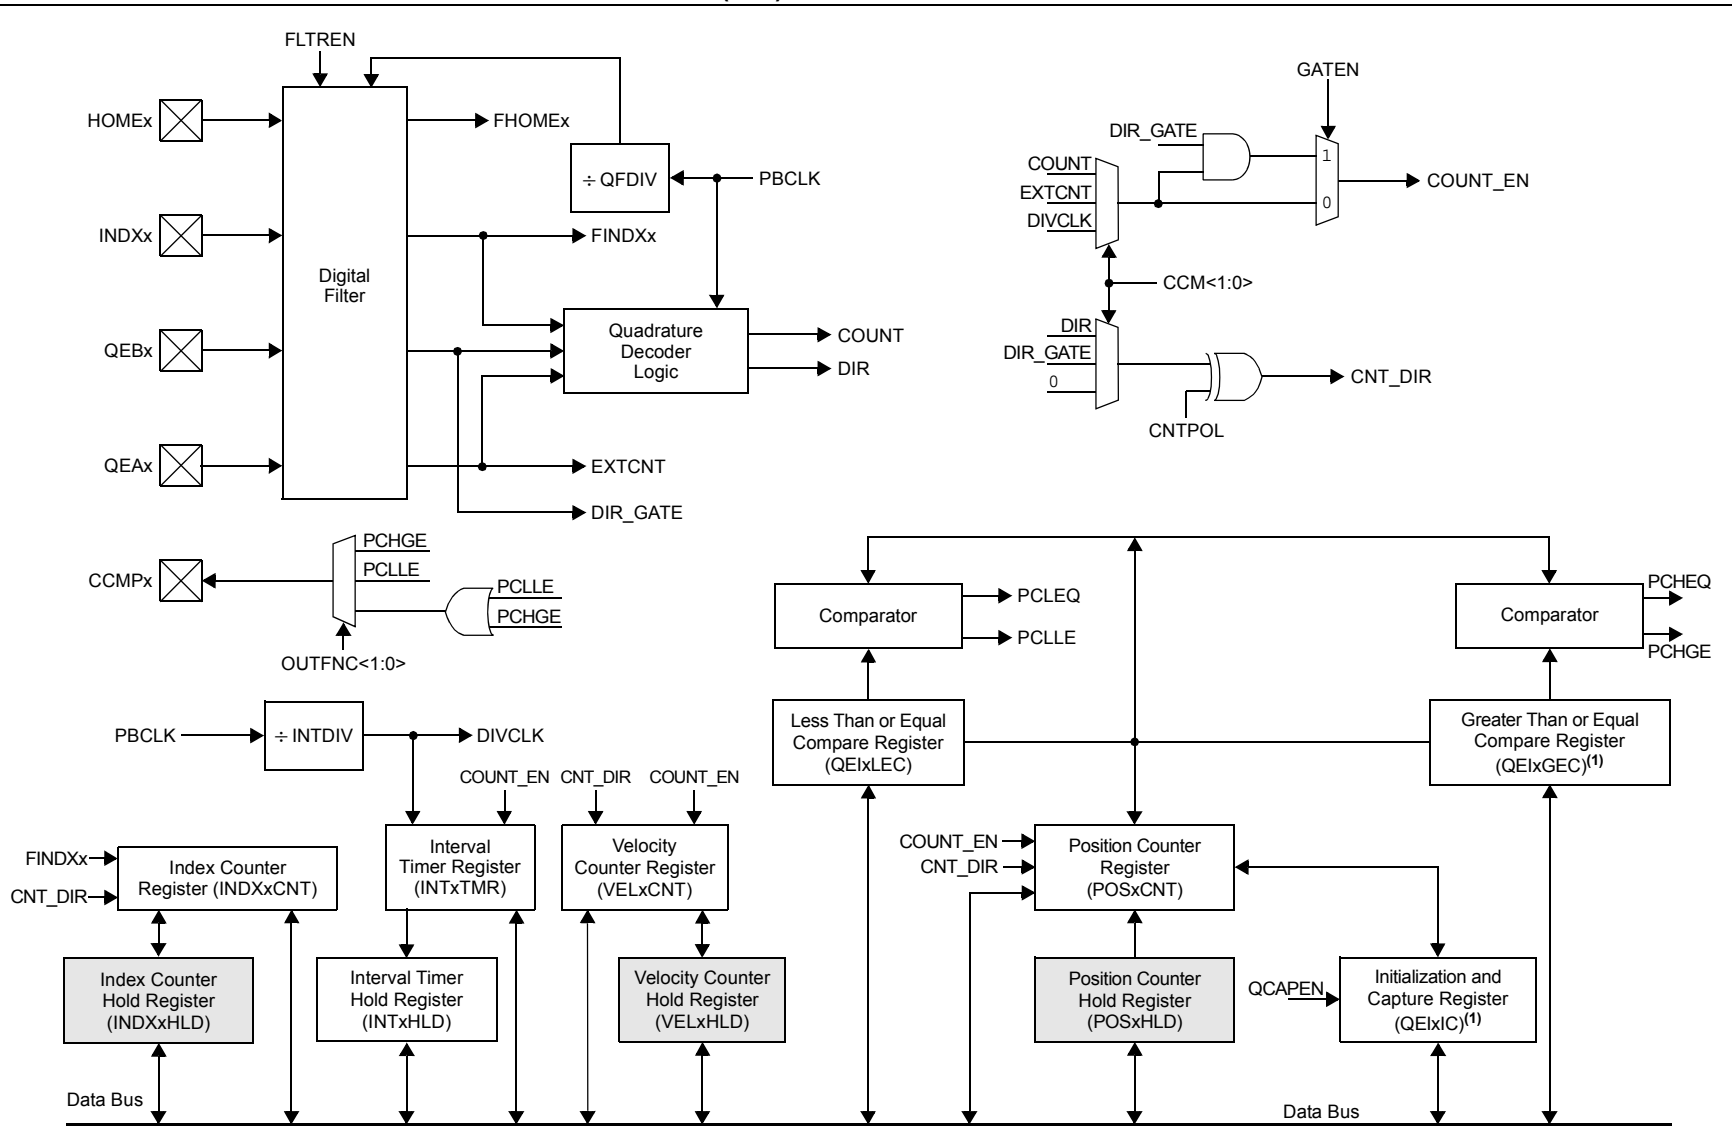 FLTREN
HOMEx
FHOMEx
÷ QFDIV
PBCLK
INDXx
FINDXx
Digital
Filter
QEBx
Quadrature
Decoder
Logic
COUNT
DIR
QEAx
EXTCNT
DIR_GATE
GATEN
DIR_GATE
COUNT
EXTCNT
DIVCLK
1
0
COUNT_EN
CCM<1:0>
DIR
DIR_GATE
0
CNT_DIR
CNTPOL
CCMPx
PCHGE
PCLLE
PCLLE
PCHGE
OUTFNC<1:0>
Comparator
PCLEQ
PCLLE
Comparator
PCHEQ
PCHGE
Less Than or Equal
Compare Register
(QEIxLEC)
Greater Than or Equal
Compare Register
(QEIxGEC)(1)
PBCLK
÷ INTDIV
DIVCLK
COUNT_EN
CNT_DIR
COUNT_EN
FINDXx
CNT_DIR
Index Counter
Register (INDXxCNT)
Interval
Timer Register
(INTxTMR)
Velocity
Counter Register
(VELxCNT)
COUNT_EN
CNT_DIR
Position Counter
Register
(POSxCNT)
Index Counter
Hold Register
(INDXxHLD)
Interval Timer
Hold Register
(INTxHLD)
Velocity Counter
Hold Register
(VELxHLD)
Position Counter
Hold Register
(POSxHLD)
QCAPEN
Initialization and
Capture Register
(QEIxIC)(1)
Data Bus
Data Bus